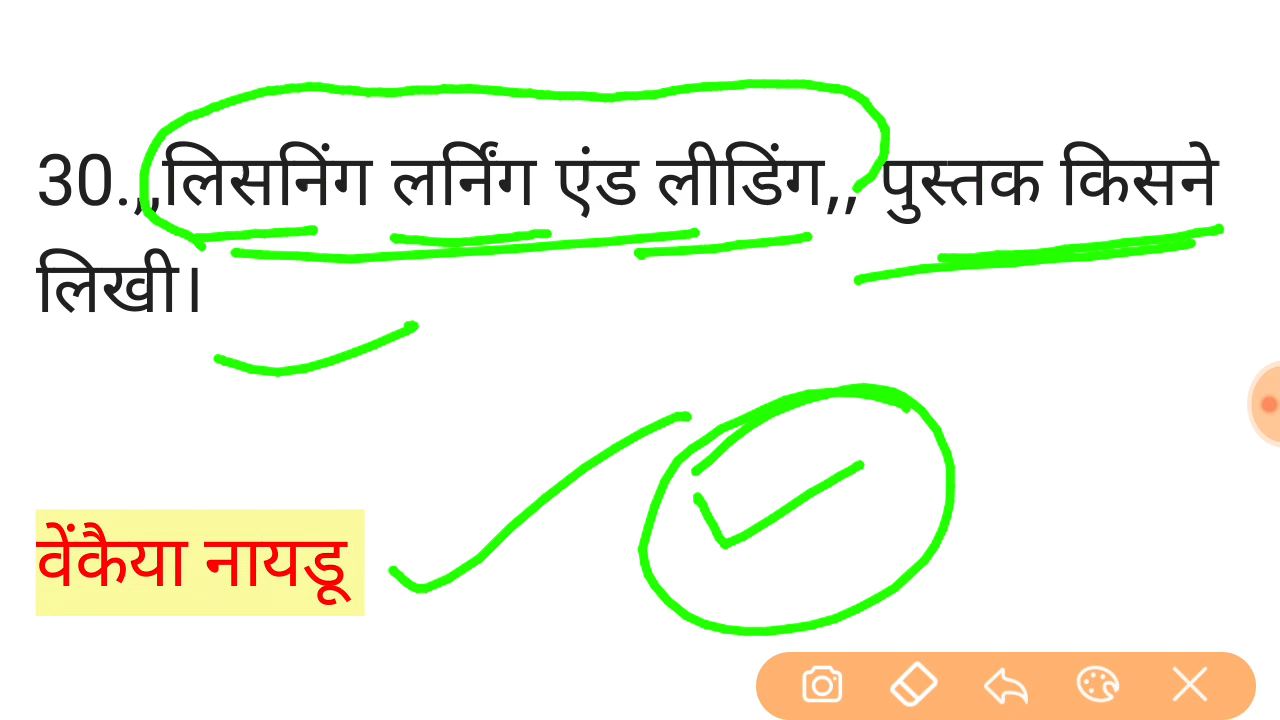 30.,,लिसनिंग लर्निंग एंड लीडिंग,, पुस्तक किसने
लिखी।
वेंकैया नायडू